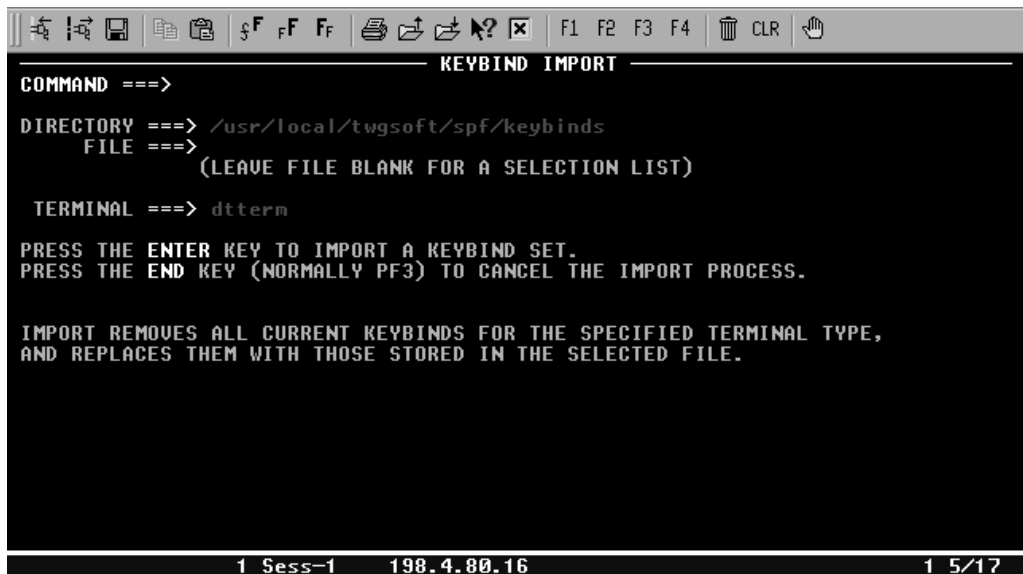 F1 F2 F3 F4 CLR
KEYBIND IMPORT
COMMAND ===>
DIRECTORY ===> /usr/local/twgsoft/spf/keybinds
FILE ===>
(LEAVE FILE BLANK FOR A SELECTION LIST)
TERMINAL ===> dtterm
PRESS THE ENTER KEY TO IMPORT A KEYBIND SET.
PRESS THE END KEY (NORMALLY PF3) TO CANCEL THE IMPORT PROCESS.
IMPORT REMOVES ALL CURRENT KEYBINDS FOR THE SPECIFIED TERMINAL TYPE,
AND REPLACES THEM WITH THOSE STORED IN THE SELECTED FILE.
1 Sess-1 198.4.80.16 1 5/17